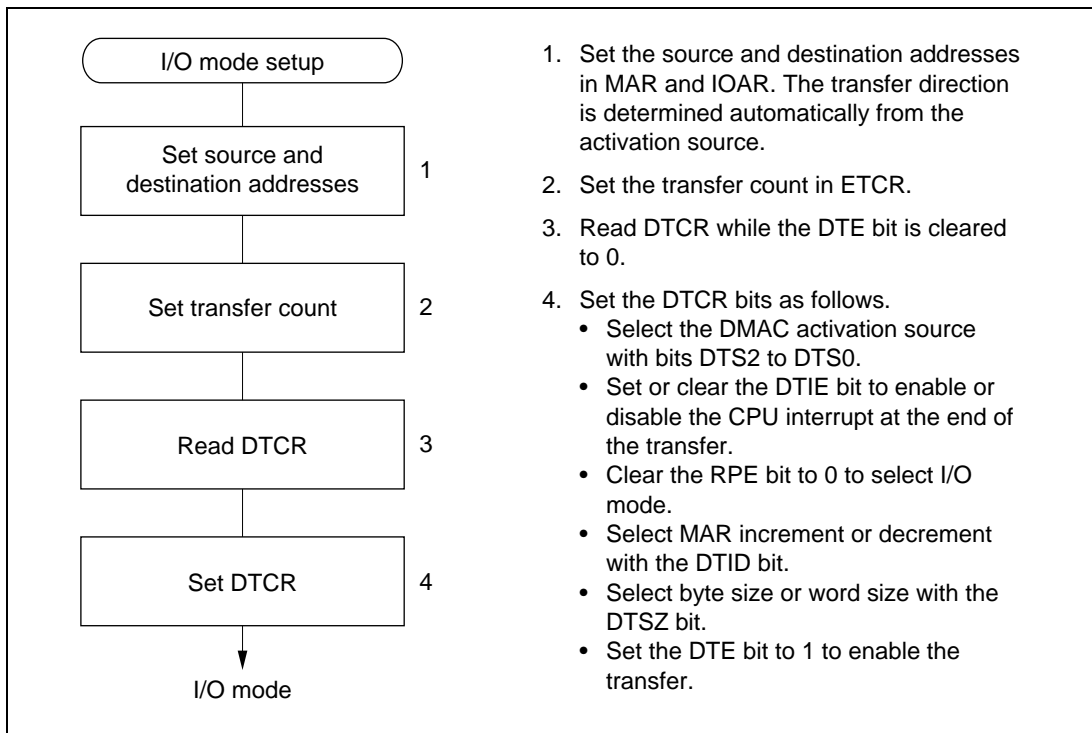 I/O mode setup
Set source and
destination addresses
1
Set transfer count
2
Read DTCR
3
Set DTCR
4
I/O mode
1. Set the source and destination addresses
in MAR and IOAR. The transfer direction
is determined automatically from the
activation source.
2. Set the transfer count in ETCR.
3. Read DTCR while the DTE bit is cleared
to 0.
4. Set the DTCR bits as follows.
• Select the DMAC activation source
with bits DTS2 to DTS0.
• Set or clear the DTIE bit to enable or
disable the CPU interrupt at the end of
the transfer.
• Clear the RPE bit to 0 to select I/O
mode.
• Select MAR increment or decrement
with the DTID bit.
• Select byte size or word size with the
DTSZ bit.
• Set the DTE bit to 1 to enable the
transfer.